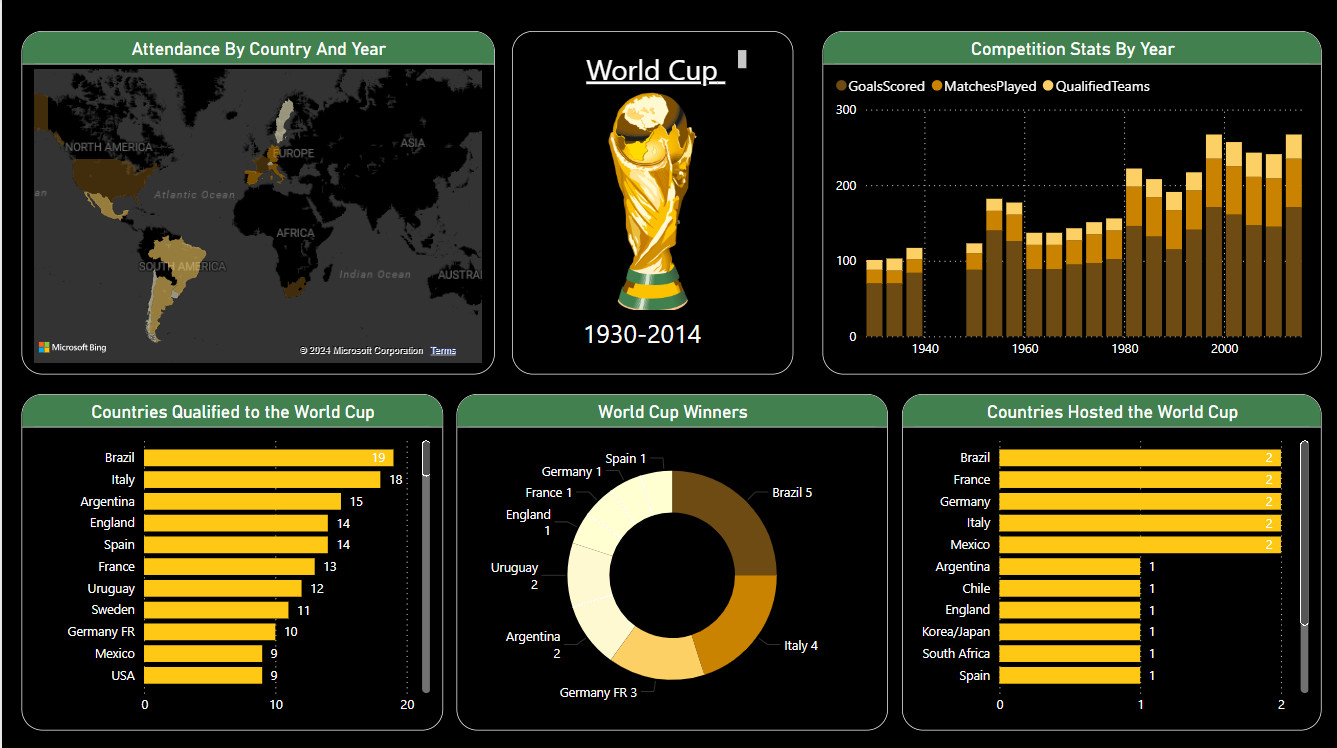 Attendance By Country And Year
NORTH AMERICA
EUROPE
ASIA
an
Atlantic Ocean
AFRICA
SOUTH AMERICA
Indian Ocean
AUSTRA
Microsoft Bing
© 2024 Microsoft Corporation Terms
World Cup
1930-2014
Competition Stats By Year
GoalsScored MatchesPlayed QualifiedTeams
300
200
100
0
1940 1960 1980 2000
Countries Qualified to the World Cup
Brazil 19
Italy 18
Argentina 15
England 14
Spain 14
France 13
Uruguay 12
Sweden 11
Germany FR 10
Mexico 9
USA 9
0 10 20
World Cup Winners
Spain 1
Germany 1
France 1
England
1
Uruguay
2
Argentina
2
Germany FR 3
Brazil 5
Italy 4
Countries Hosted the World Cup
Brazil 2
France 2
Germany 2
Italy 2
Mexico 2
Argentina 1
Chile 1
England 1
Korea/Japan 1
South Africa 1
Spain 1
0 1 2